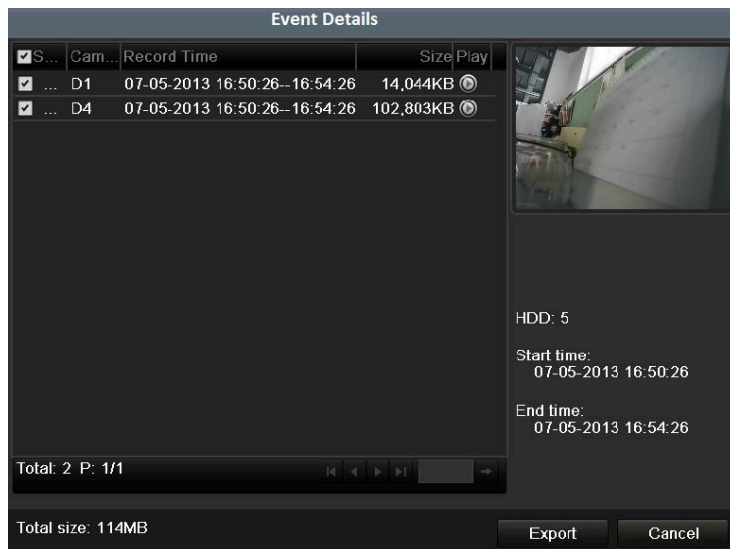 Event Details
S... Cam... Record Time Size Play
... D1 07-05-2013 16:50:26--16:54:26 14,044KB
... D4 07-05-2013 16:50:26--16:54:26 102,803KB
HDD: 5
Start time:
07-05-2013 16:50:26
End time:
07-05-2013 16:54:26
Total: 2 P: 1/1
Total size: 114MB
Export Cancel